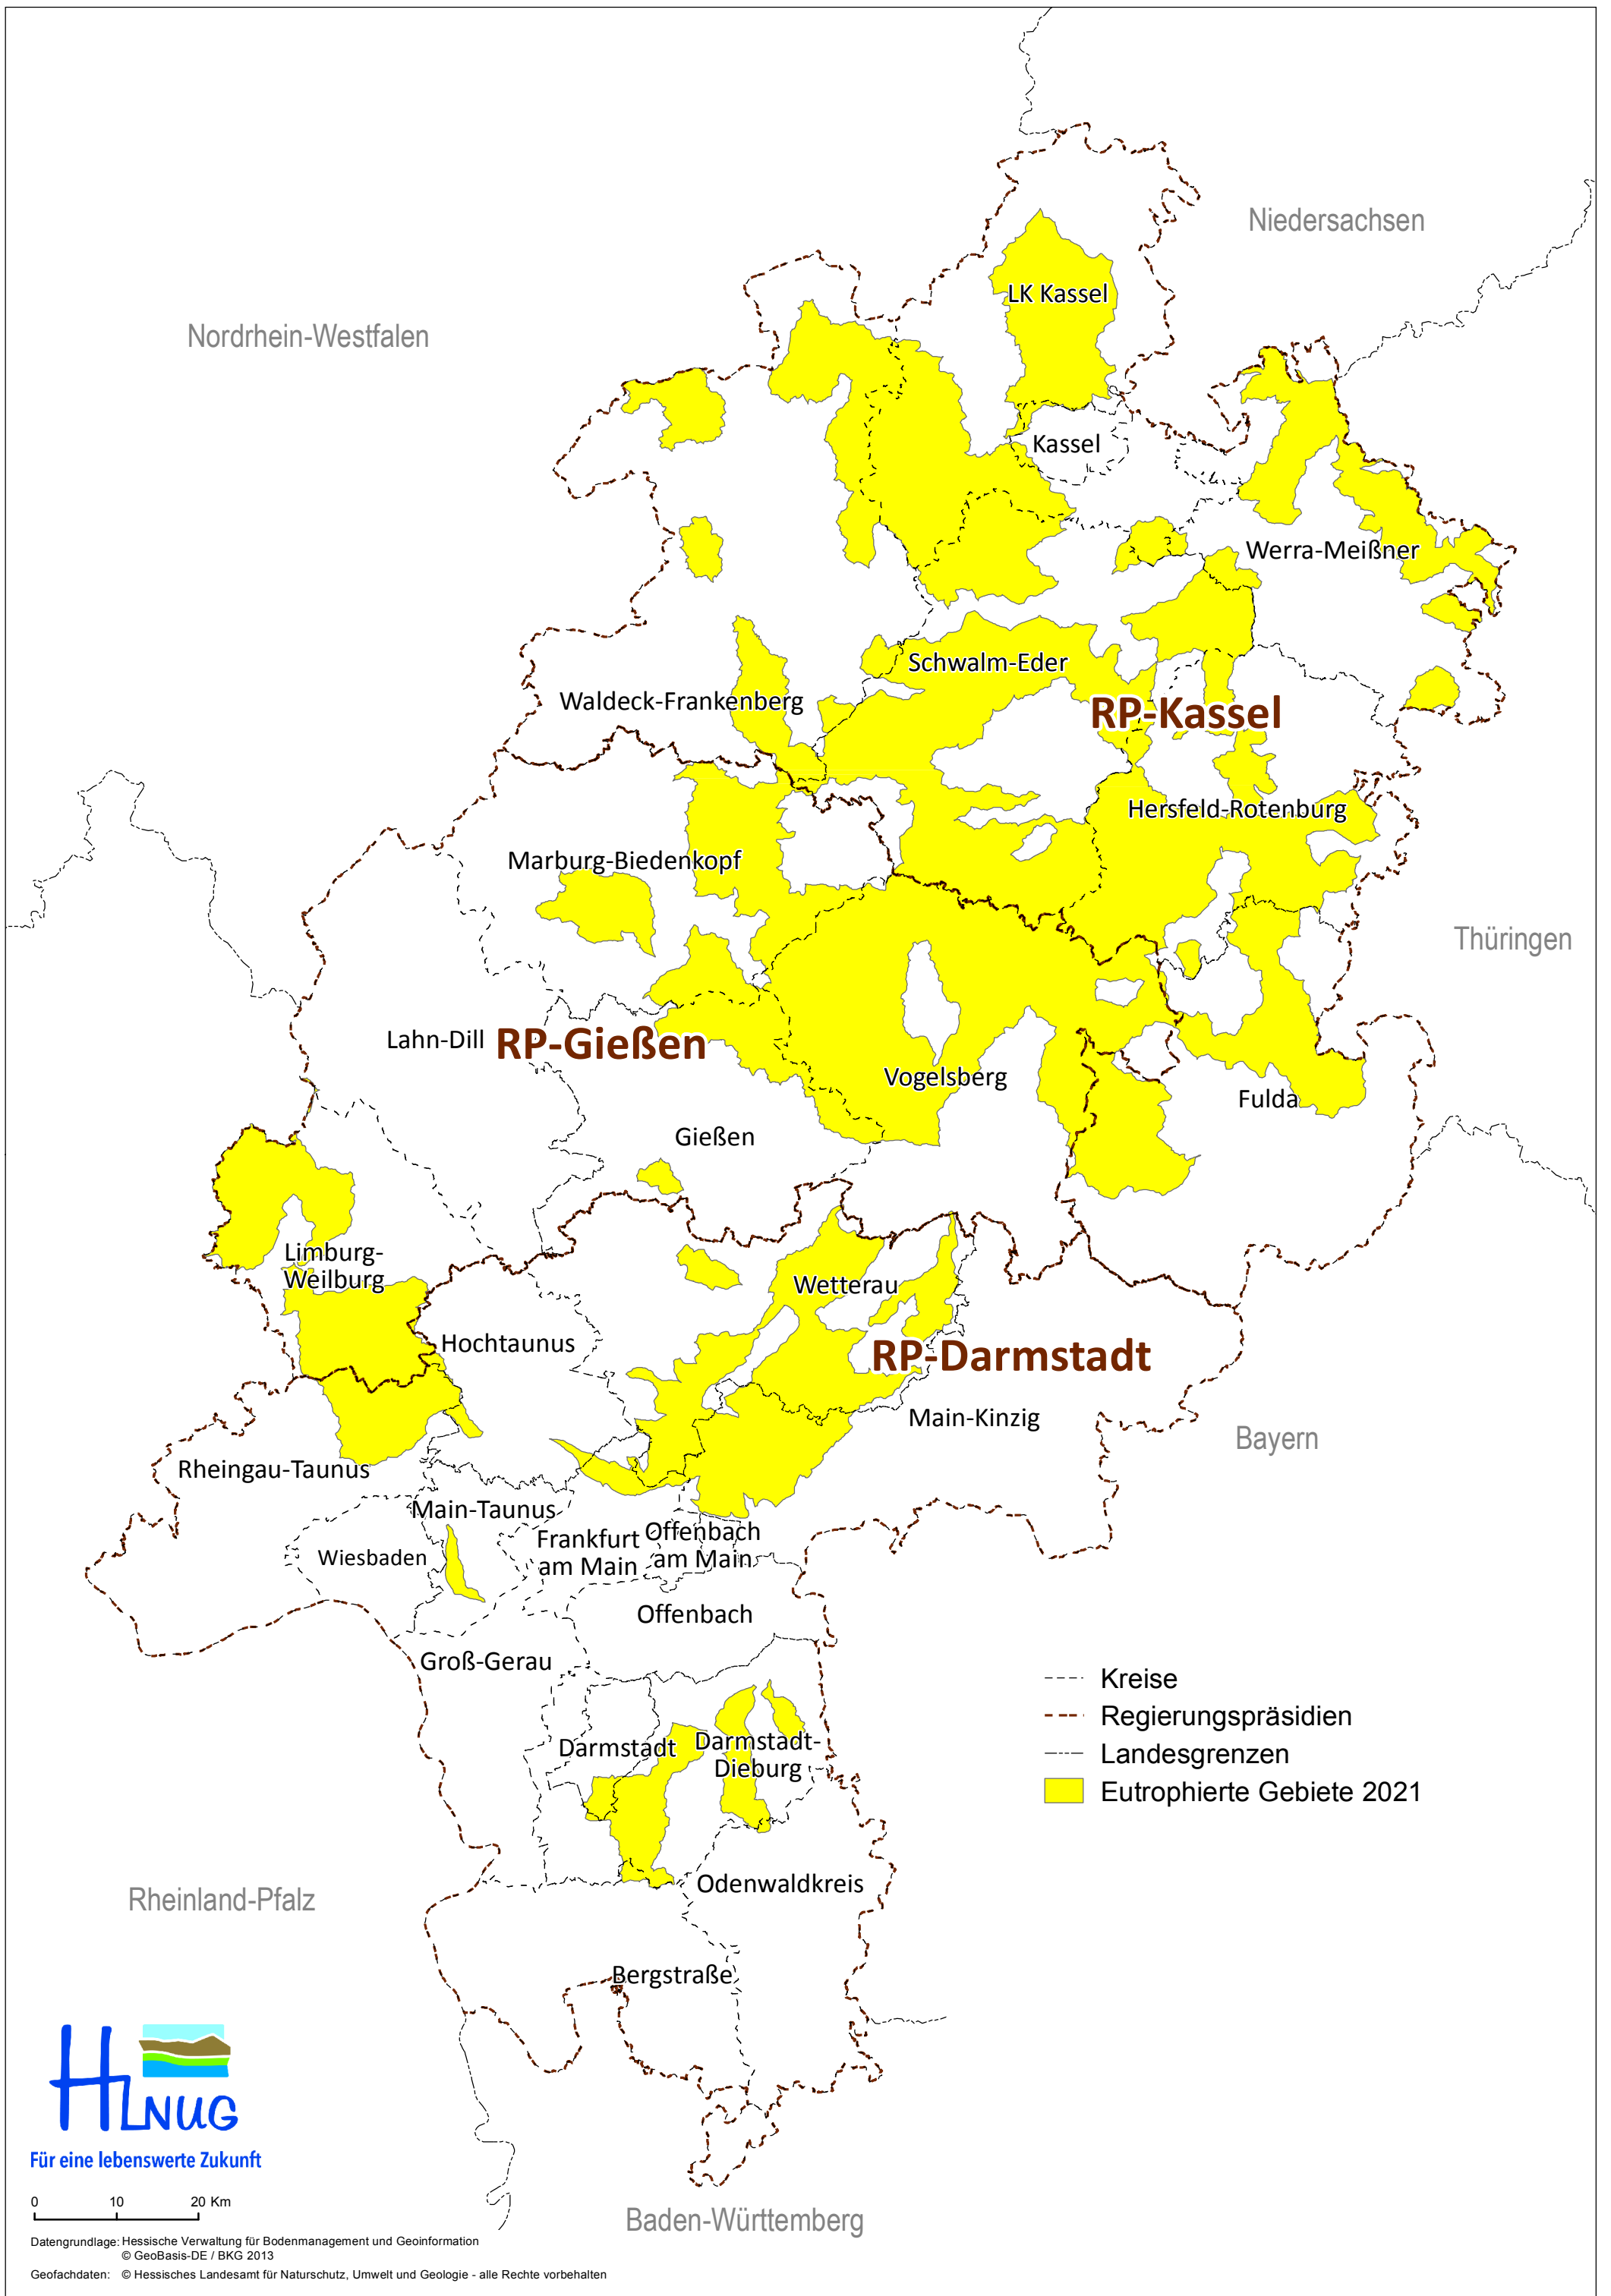 Niedersachsen
LK Kassel
Nordrhein-Westfalen
Kassel
Werra-Meißner
Schwalm-Eder
Waldeck-Frankenberg
RP-Kassel
Hersfeld-Rotenburg
Marburg-Biedenkopf
Thüringen
Lahn-Dill
RP-Gießen
Vogelsberg
Fulda
Gießen
Limburg-
Weilburg
Wetterau
Hochtaunus
RP-Darmstadt
Main-Kinzig
Bayern
Rheingau-Taunus
Main-Taunus
Wiesbaden
Frankfurt
am Main
Offenbach
am Main
Offenbach
Groß-Gerau
Kreise
Regierungspräsidien
Landesgrenzen
Eutrophierte Gebiete 2021
Darmstadt
Darmstadt-
Dieburg
Odenwaldkreis
Rheinland-Pfalz
Bergstraße
HLNUG
Für eine lebenswerte Zukunft
0 10 20 Km
Baden-Württemberg
Datengrundlage: Hessische Verwaltung für Bodenmanagement und Geoinformation
© GeoBasis-DE / BKG 2013
Geofachdaten: © Hessisches Landesamt für Naturschutz, Umwelt und Geologie - alle Rechte vorbehalten